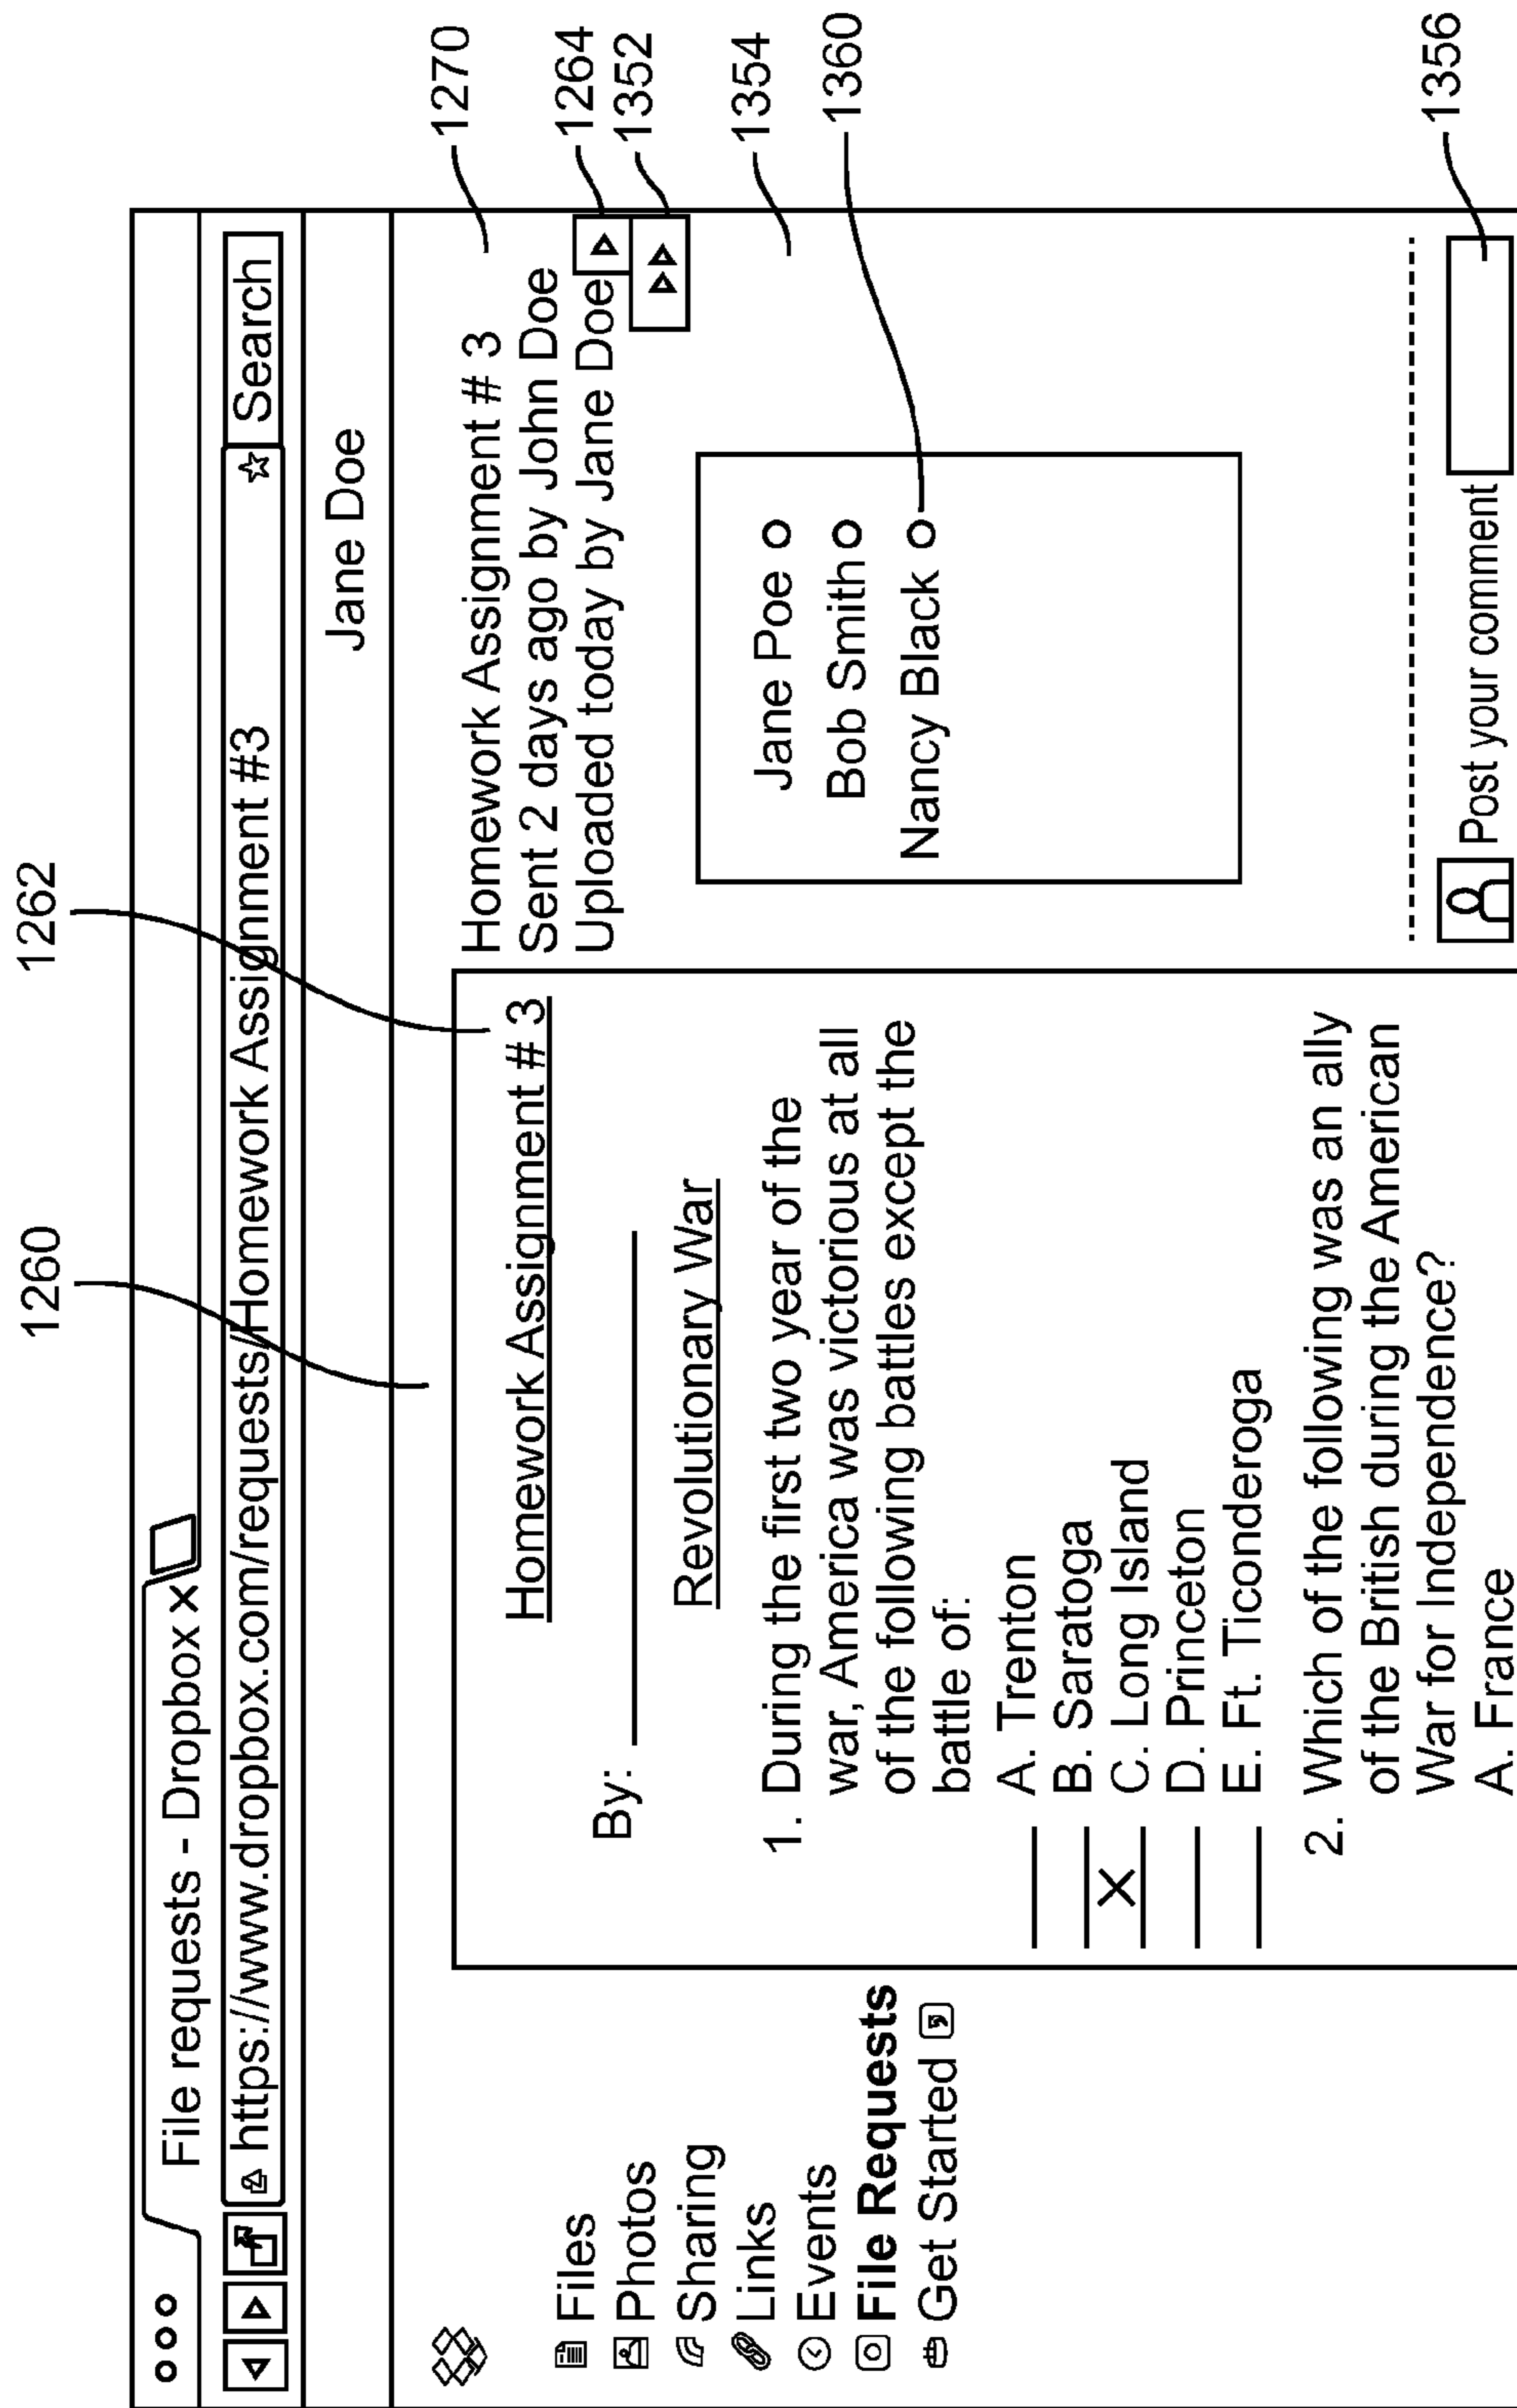 1260
1262
File requests - Dropbox x
https://www.dropbox.com/requests/Homework Assignment #3
Search
Jane Doe
Files
Photos
Sharing
Links
Events
File Requests
Get Started
Homework Assignment # 3
By:
Revolutionary War
1. During the first two year of the
war, America was victorious at all
of the following battles except the
battle of:
A. Trenton
B. Saratoga
X C. Long Island
D. Princeton
E. Ft. Ticonderoga
2. Which of the following was an ally
of the British during the American
War for Independence?
A. France
Homework Assignment # 3
Sent 2 days ago by John Doe
Uploaded today by Jane Doe
Jane Poe
Bob Smith
Nancy Black
Post your comment
1270
1264
1352
1354
1360
1356